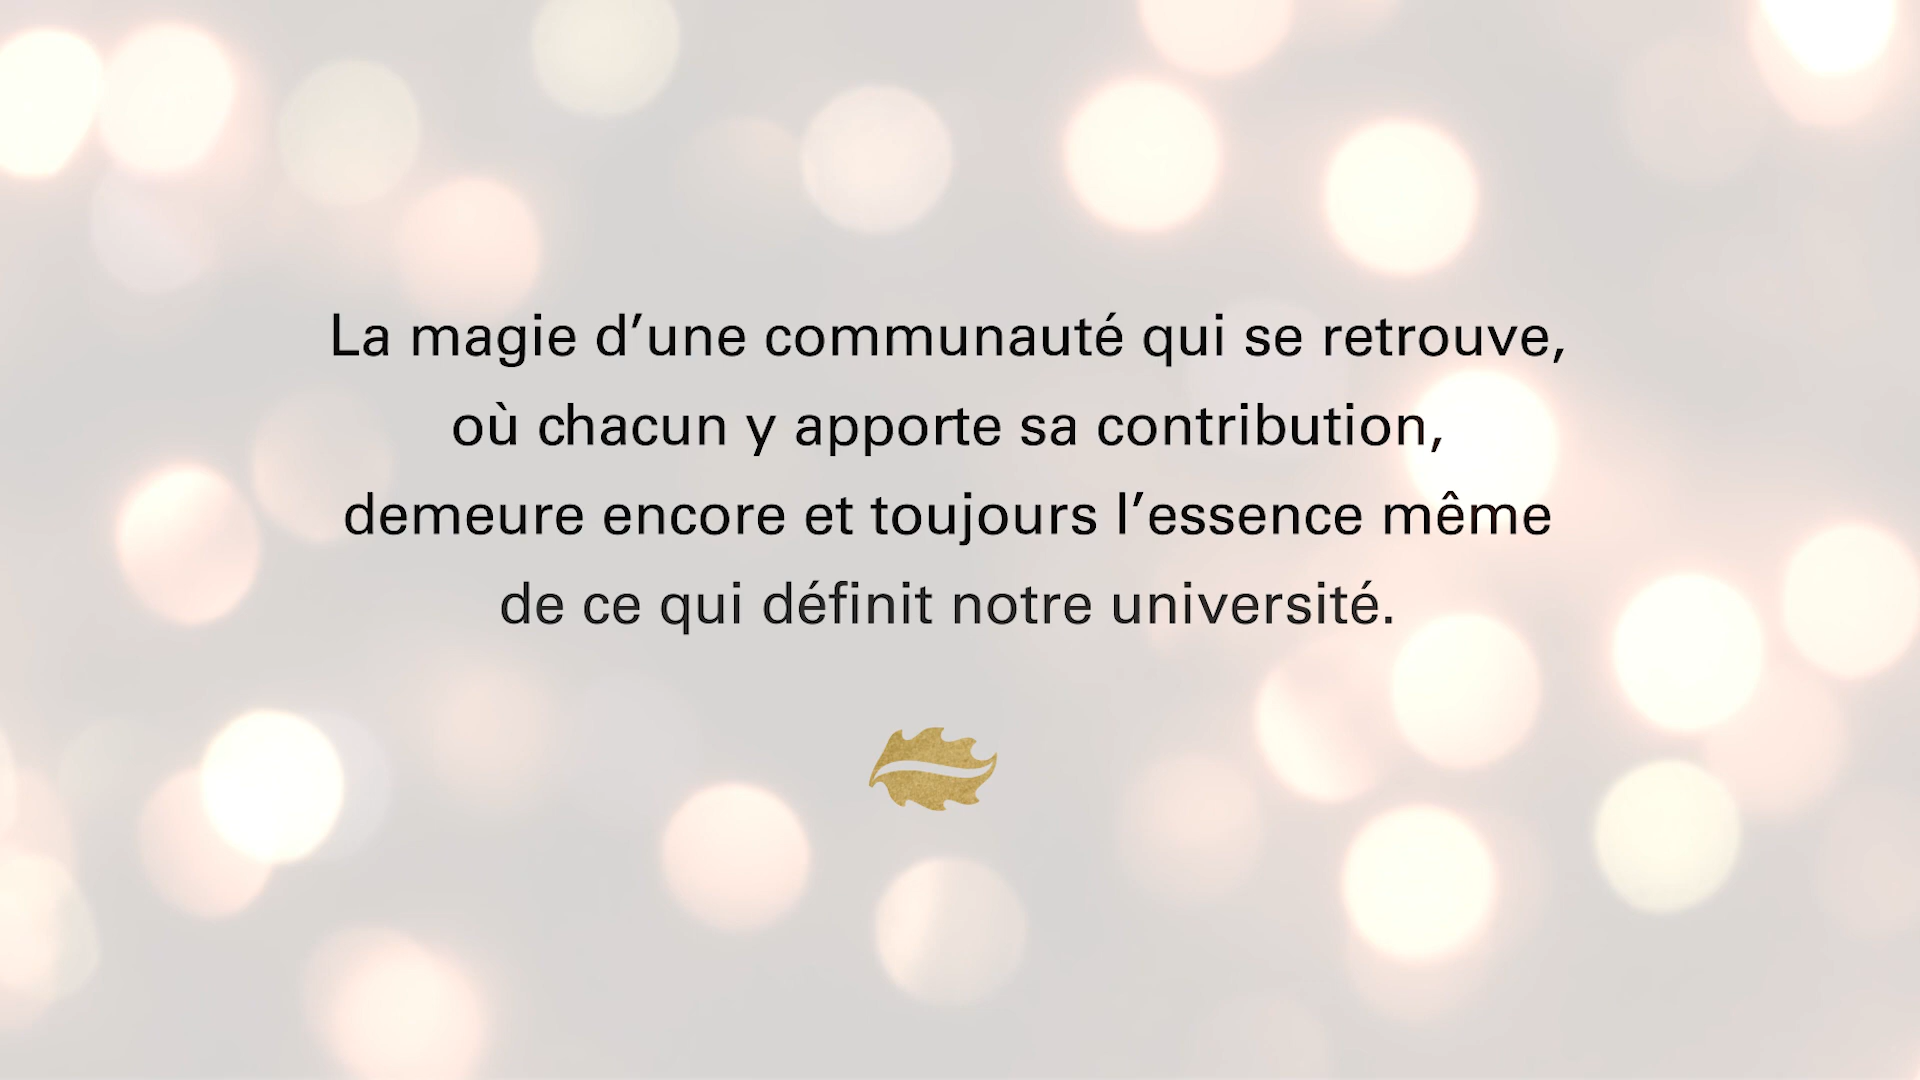 La magie d’une communauté qui se retrouve,
où chacun y apporte sa contribution,
demeure encore et toujours l’essence même
de ce qui définit notre université.